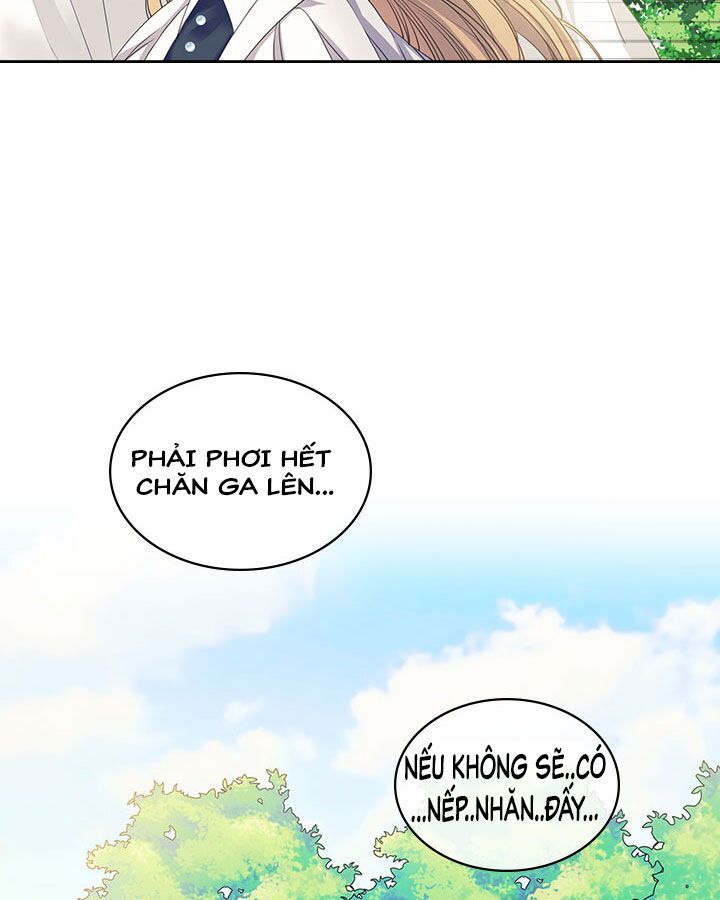 PHẢI PHƠI HẾT
CHĂN GA LÊN...
NẾU KHÔNG SẼ..CÓ
...NẾP..NHĂN..ĐẤY...